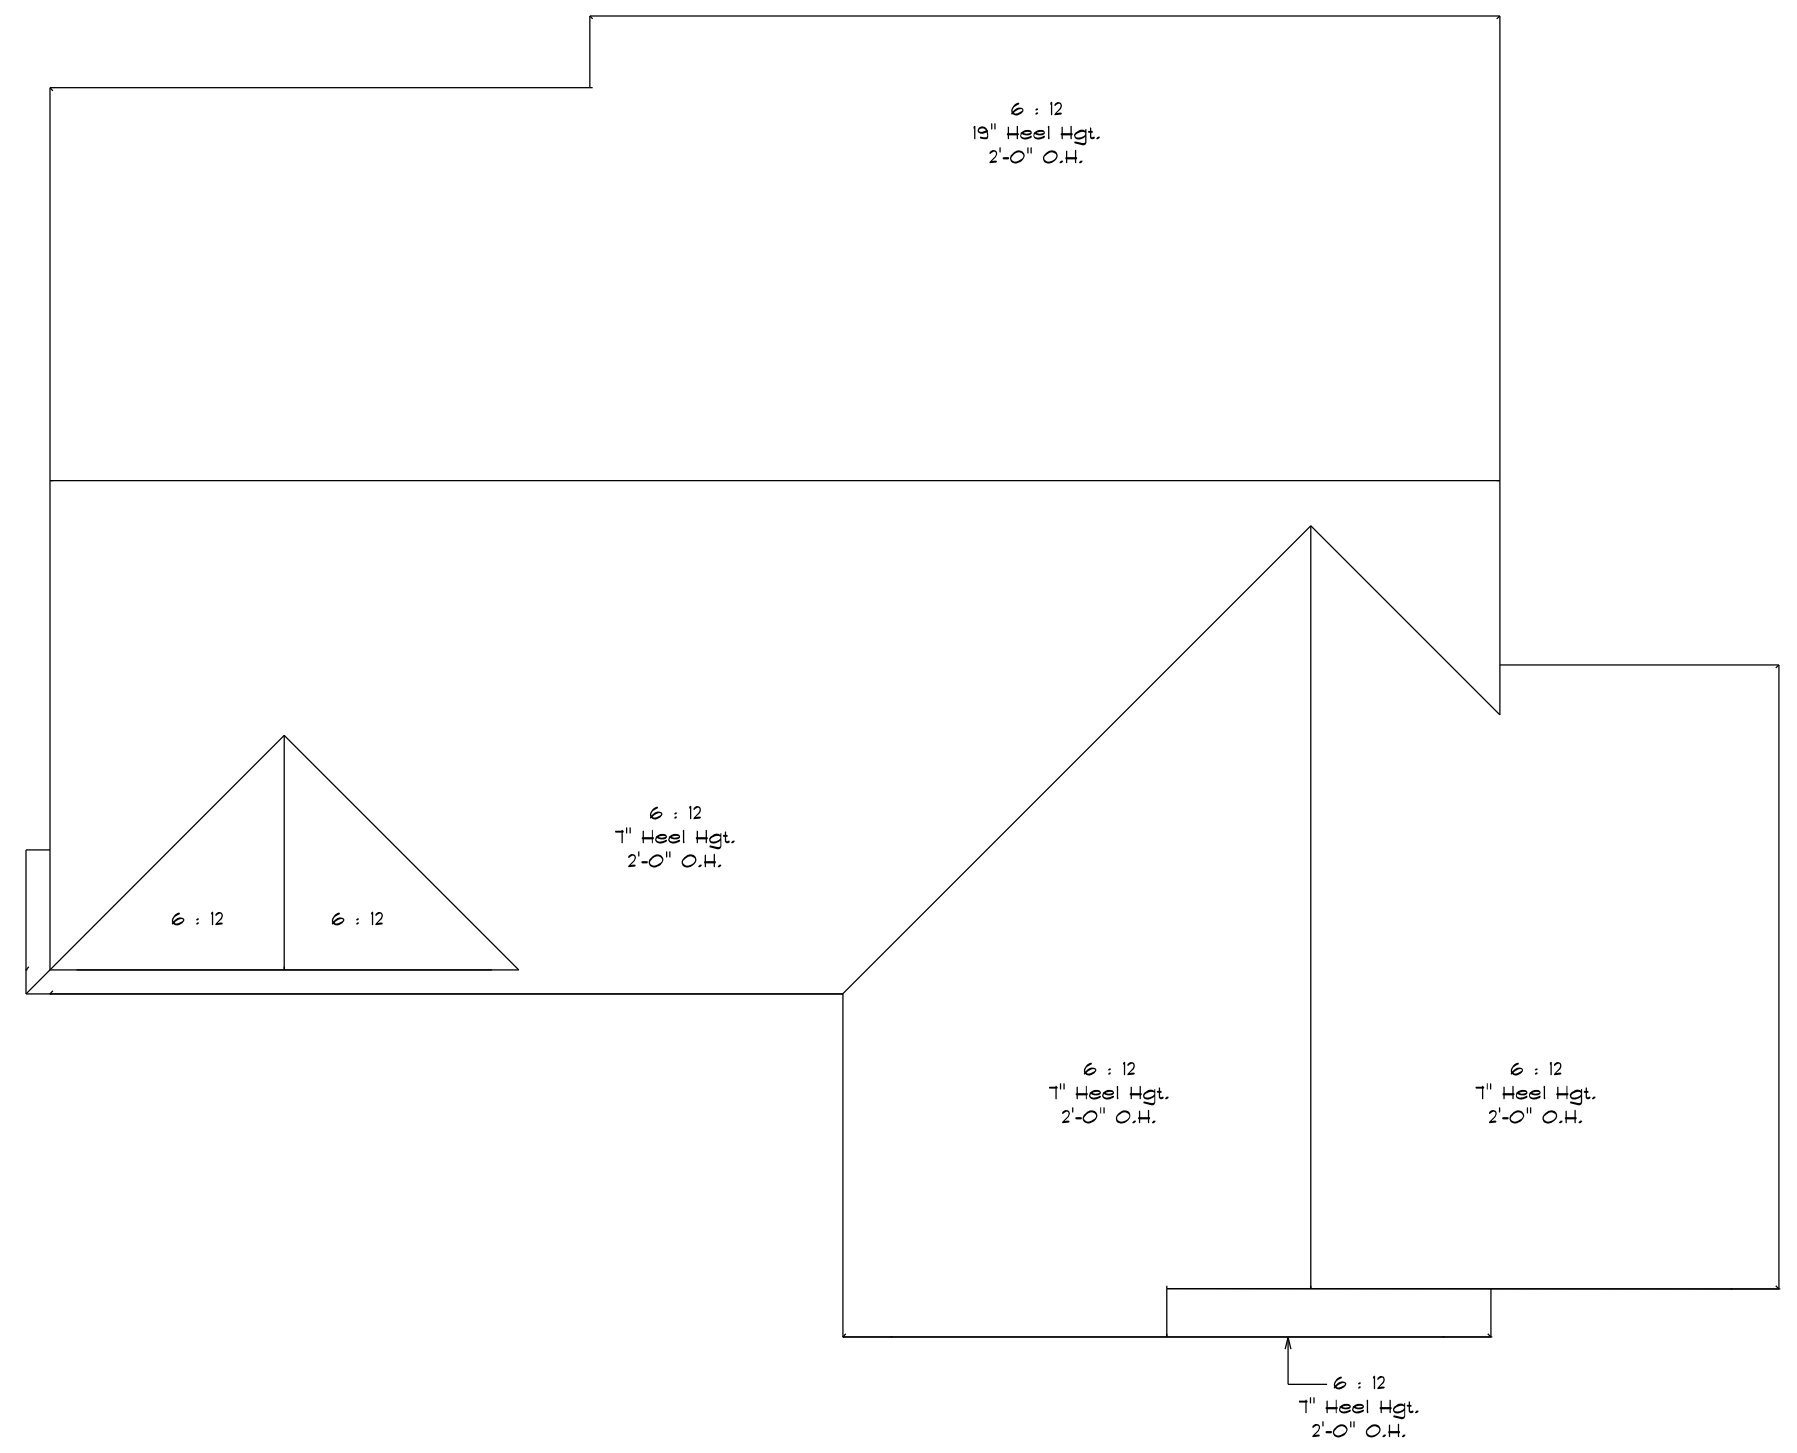 6 : 12
19" Heel Hgt.
2'-0" O.H.
6 : 12
7" Heel Hgt.
2'-0" O.H.
6 : 12
6 : 12
6 : 12
7" Heel Hgt.
2'-0" O.H.
6 : 12
7" Heel Hgt.
2'-0" O.H.
6 : 12
7" Heel Hgt.
2'-0" O.H.